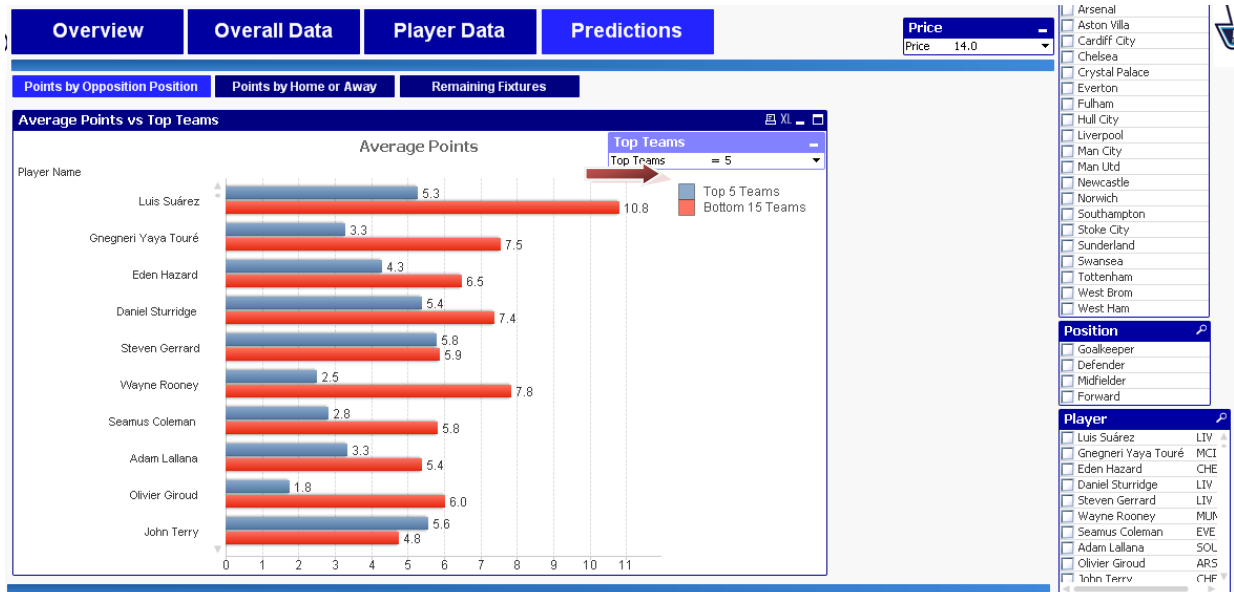 Overview
Overall Data
Player Data
Predictions
Price
Price 14.0
Points by Opposition Position
Points by Home or Away
Remaining Fixtures
Average Points vs Top Teams
XL
Average Points
Top Teams
Top Teams = 5
Player Name
Top 5 Teams
Bottom 15 Teams
Luis Suárez 5.3
10.8
Gnegneri Yaya Touré 3.3
7.5
Eden Hazard 4.3
6.5
Daniel Sturridge 5.4
7.4
Steven Gerrard 5.8
5.9
Wayne Rooney 2.5
7.8
Seamus Coleman 2.8
5.8
Adam Lallana 3.3
5.4
Olivier Giroud 1.8
6.0
John Terry 5.6
4.8
0 1 2 3 4 5 6 7 8 9 10 11
Arsenal
Aston Villa
Cardiff City
Chelsea
Crystal Palace
Everton
Fulham
Hull City
Liverpool
Man City
Man Utd
Newcastle
Norwich
Southampton
Stoke City
Sunderland
Swansea
Tottenham
West Brom
West Ham
Position
Goalkeeper
Defender
Midfielder
Forward
Player
Luis Suárez LIV
Gnegneri Yaya Touré MCI
Eden Hazard CHE
Daniel Sturridge LIV
Steven Gerrard LIV
Wayne Rooney MUN
Seamus Coleman EVE
Adam Lallana SOU
Olivier Giroud ARS
John Terry CHE